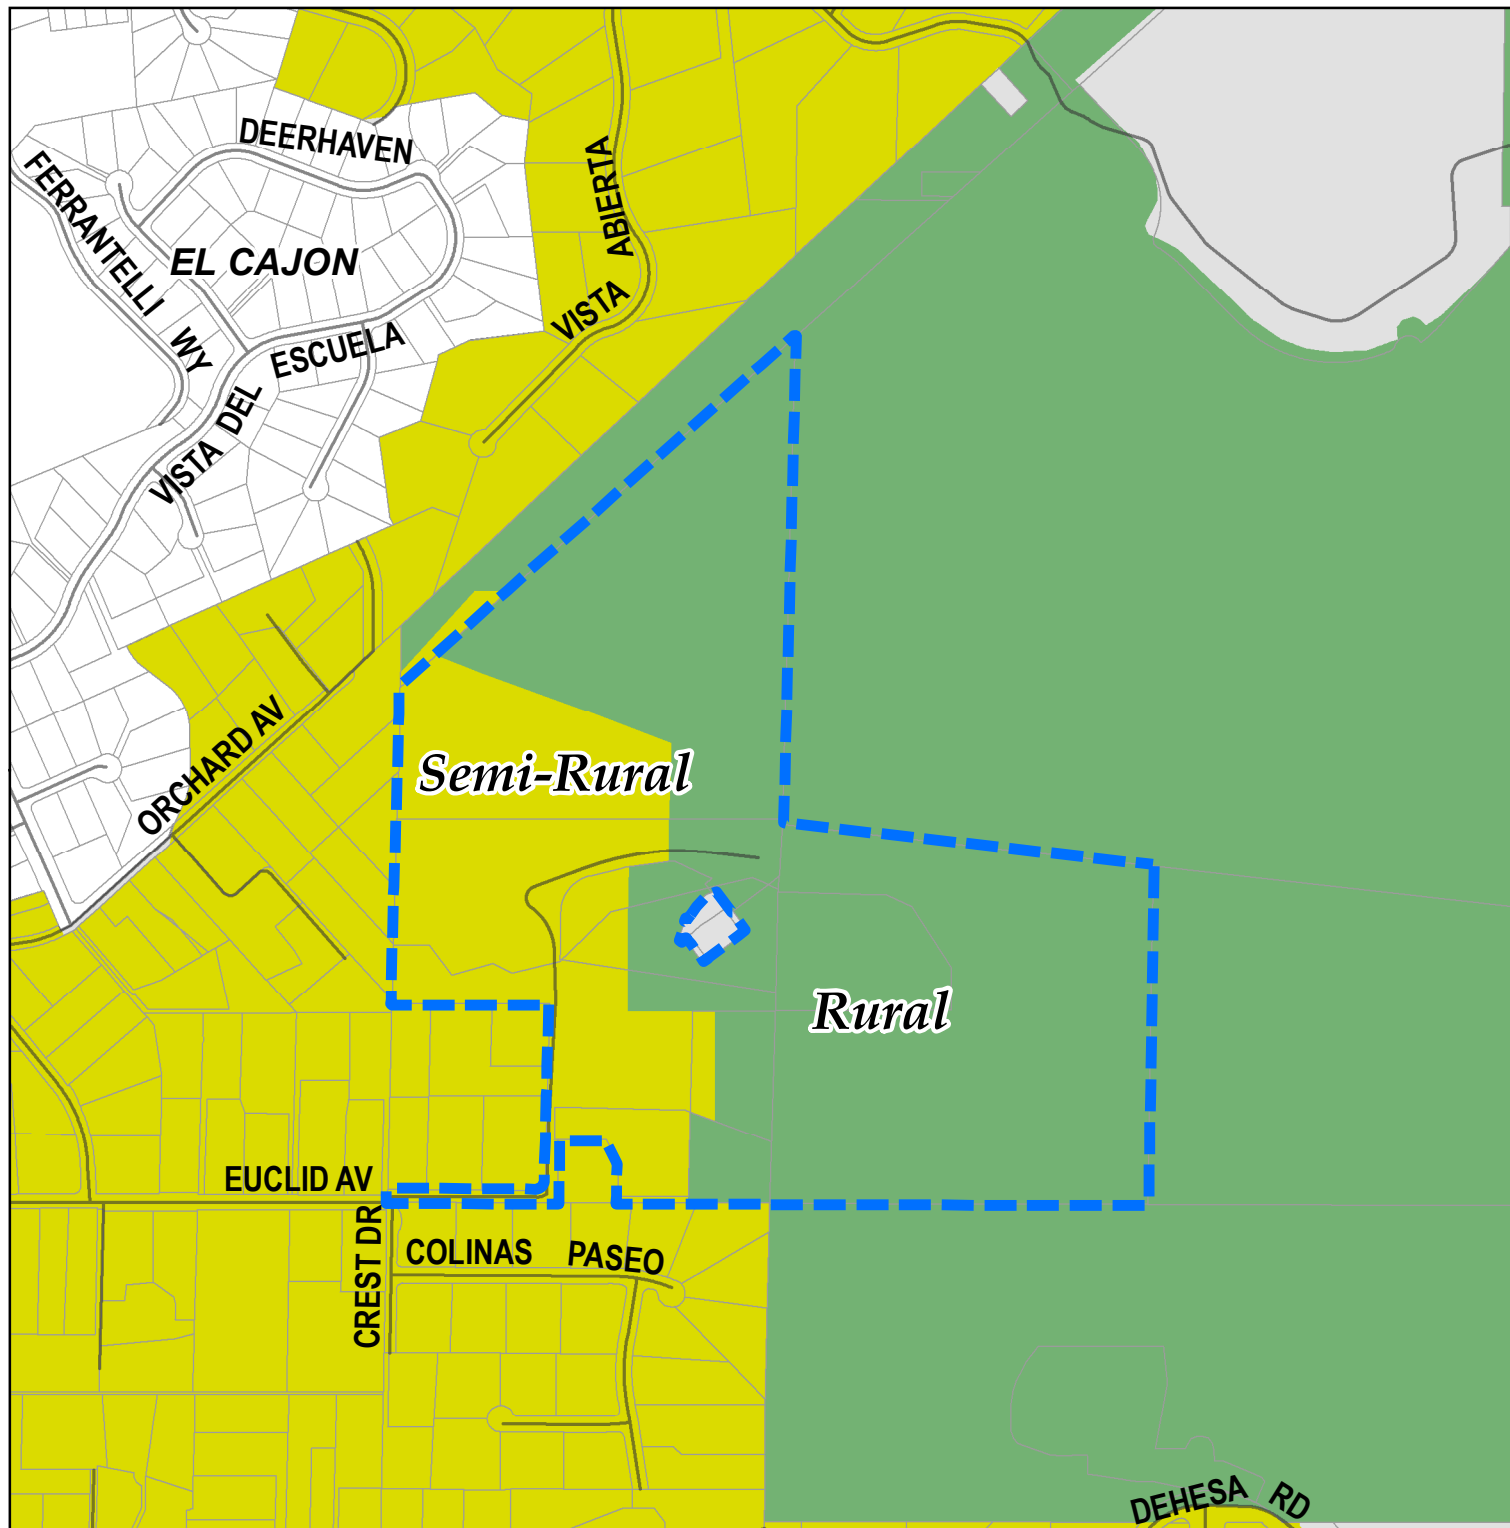 DEERHAVEN
FERRANTELLI WY
EL CAJON
VISTA ABIERTA
VISTA DEL ESCUELA
Semi-Rural
ORCHARD AV
Rural
EUCLID AV
CREST DR
COLINAS PASEO
DEHESA RD